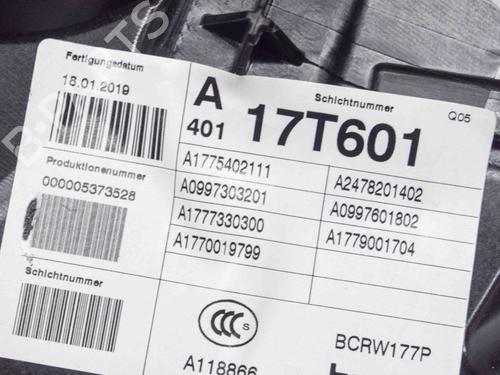 Fertigungsdatum
18.01.2019
Produktionenummer
000005373528
Schichtnummer
A
401
Schichtnummer
17T601
Q05
A1775402111
A2478201402
A0997303201
A0997601802
A1777330300
A1779001704
A1770019799
CCC S
BCRW177P
A118866